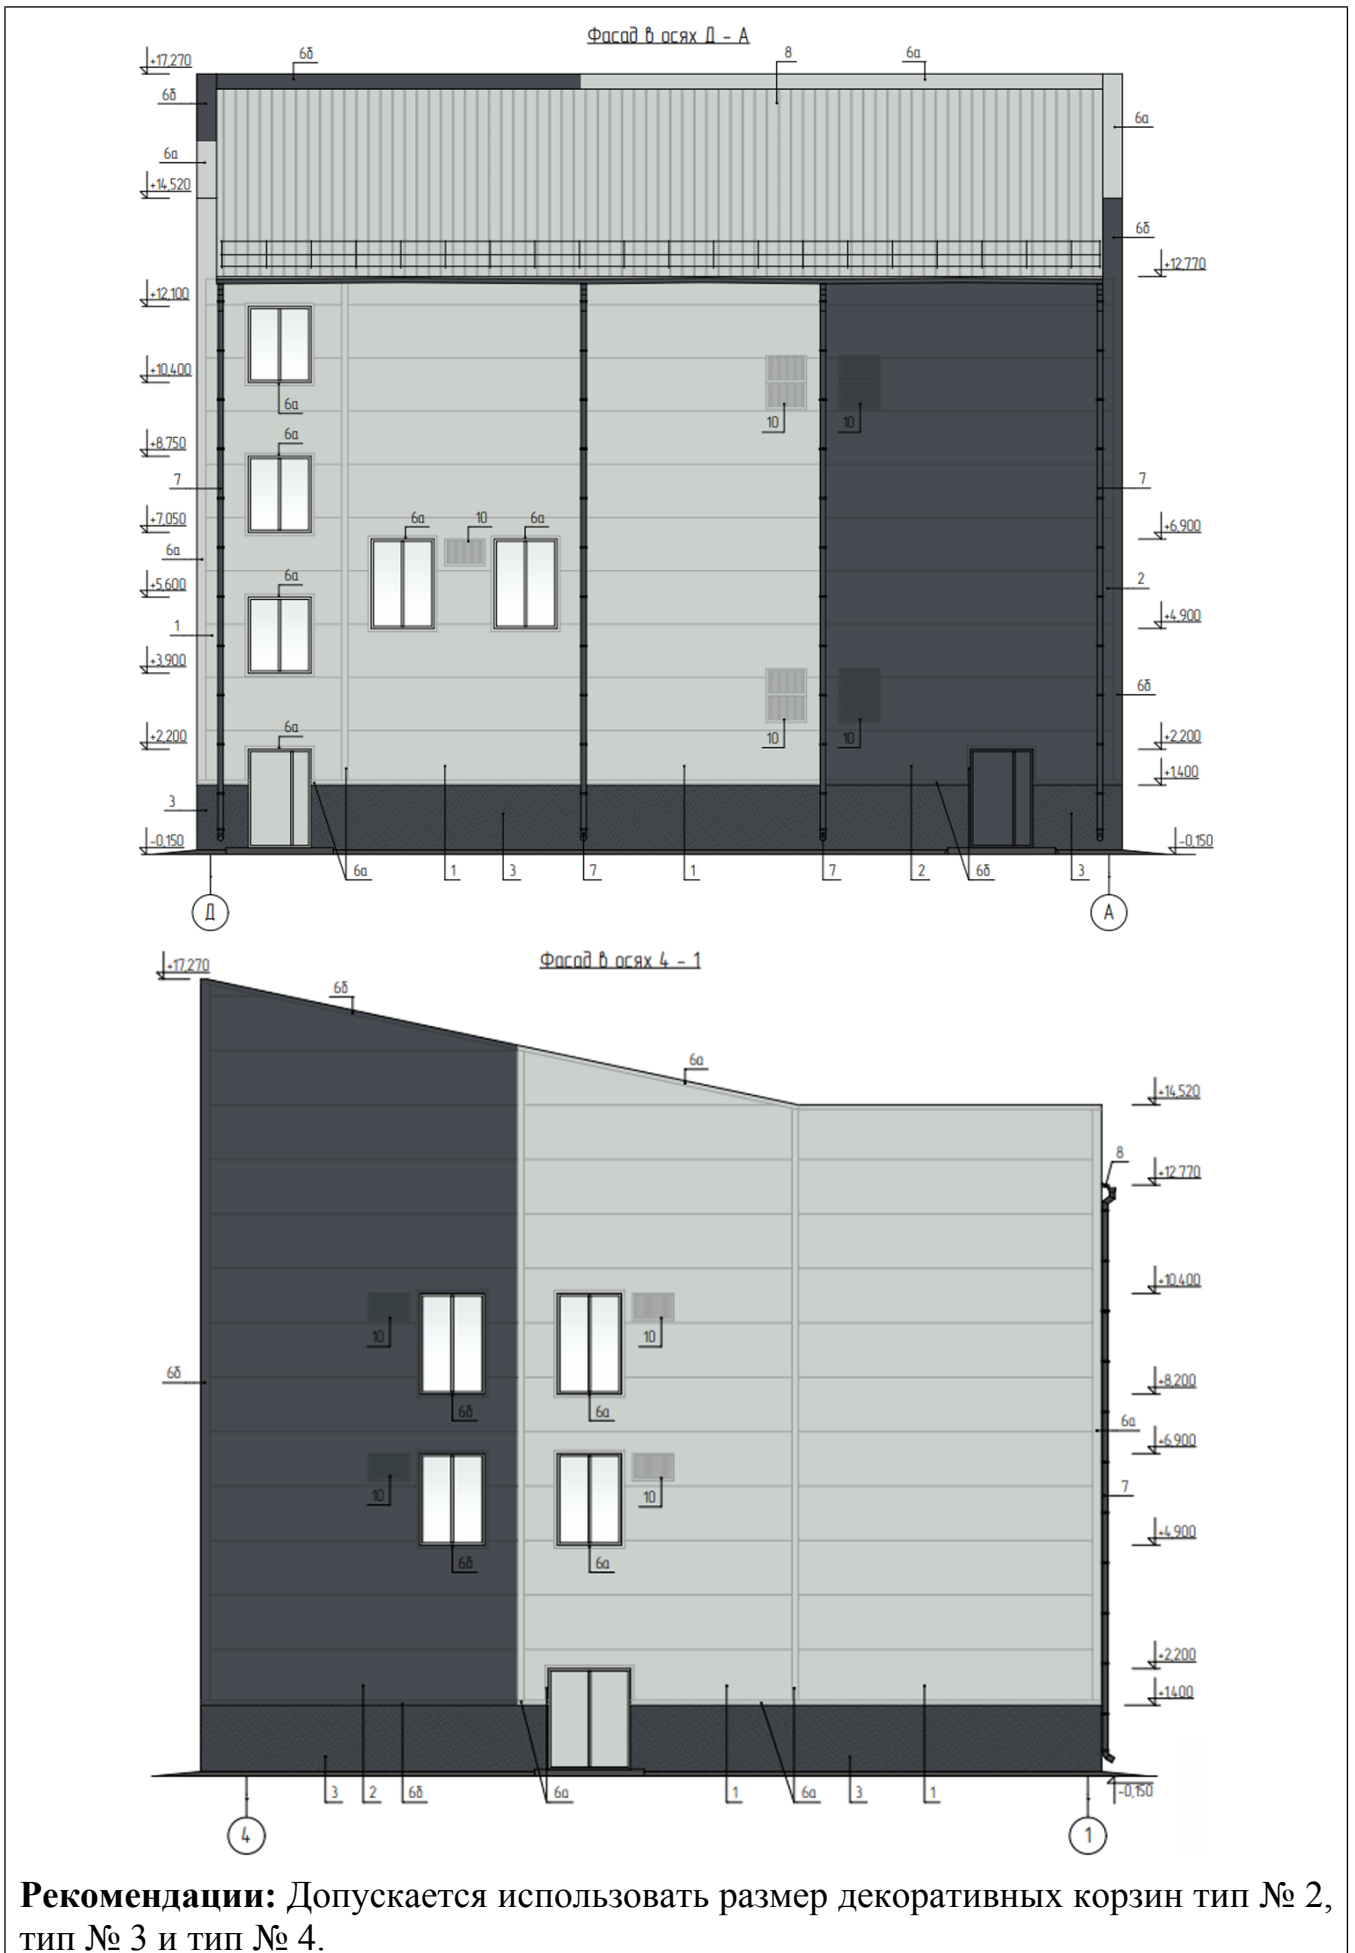 Фасад в осях Д - А
+17,270
6б
8
6а
6б
6а
6а
+14,520
6б
+12,770
+12,100
+10,400
6а
10
10
6а
+8,750
7
7
+7,050
6а
10
6а
+6,900
6а
6а
+5,600
2
+4,900
1
+3,900
6б
10
10
6а
+2,200
+2,200
+1,400
3
-0,150
-0,150
6а
1
3
7
1
7
2
6б
3
Д
А
Фасад в осях 4 - 1
+17,270
6б
6а
+14,520
8
+12,770
+10,400
10
10
6б
+8,200
6б
6а
6а
+6,900
10
10
7
+4,900
6б
6а
+2,200
+1,400
3
2
6б
6а
1
6а
3
1
-0,150
4
1
Рекомендации: Допускается использовать размер декоративных корзин тип № 2,
тип № 3 и тип № 4.